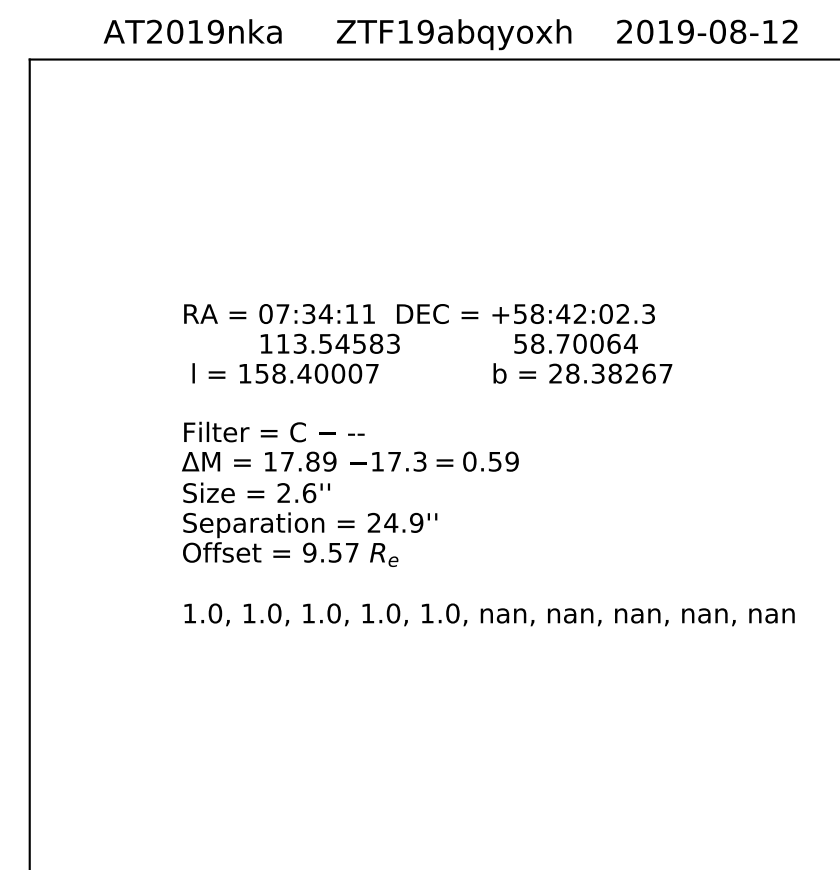 AT2019nka ZTF19abqyoxh 2019-08-12
RA = 07:34:11 DEC = +58:42:02.3
113.54583 58.70064
l = 158.40007 b = 28.38267
Filter = C − --
ΔM = 17.89 −17.3 = 0.59
Size = 2.6''
Separation = 24.9''
Offset = 9.57 Re
1.0, 1.0, 1.0, 1.0, 1.0, nan, nan, nan, nan, nan